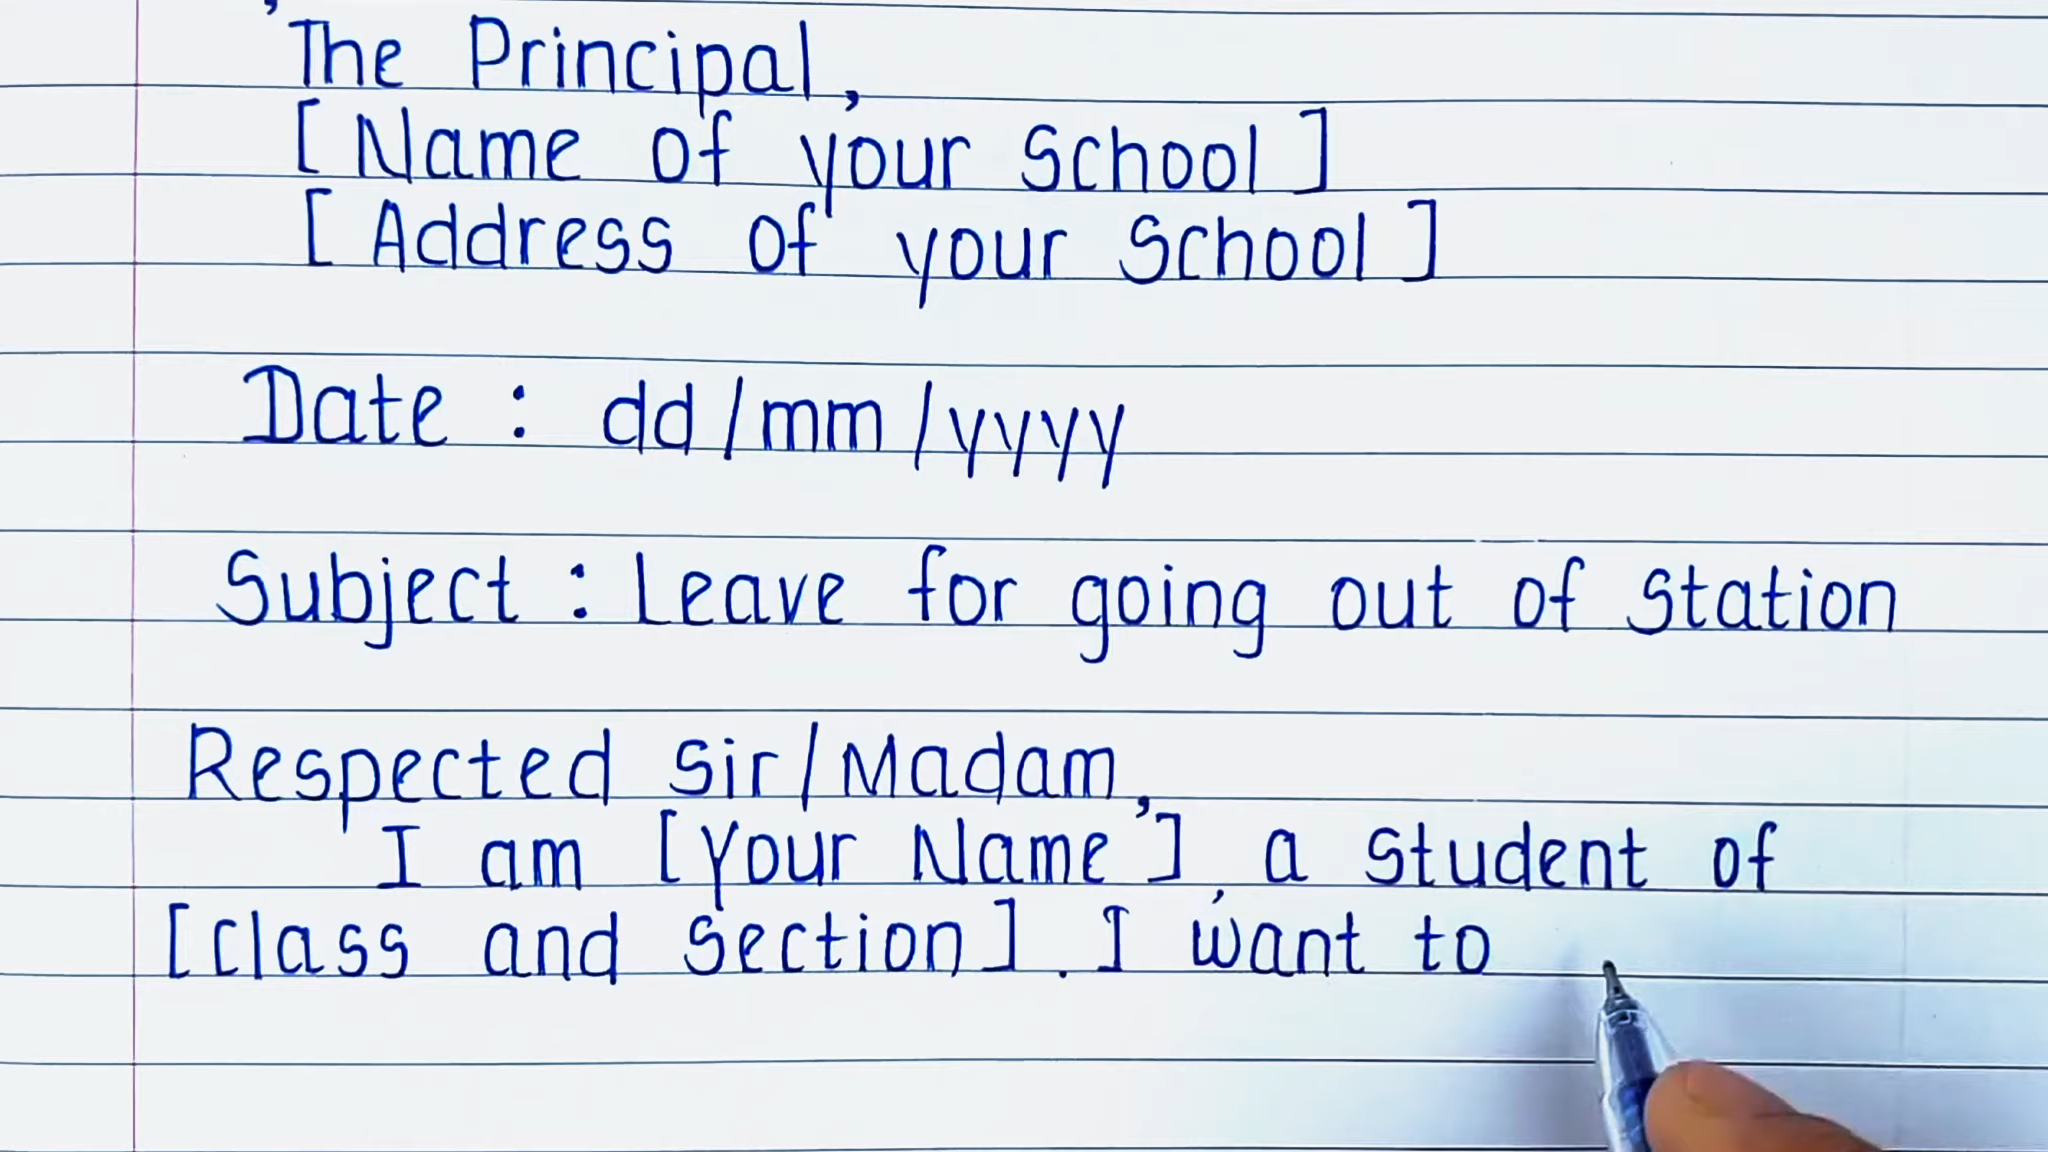 The Principal,
[Name of your School]
[Address of your School]
Date : dd/mm/yyyy
Subject : Leave for going out of station
Respected Sir/Madam,
I am [Your Name], a student of
[class and section]. I want to